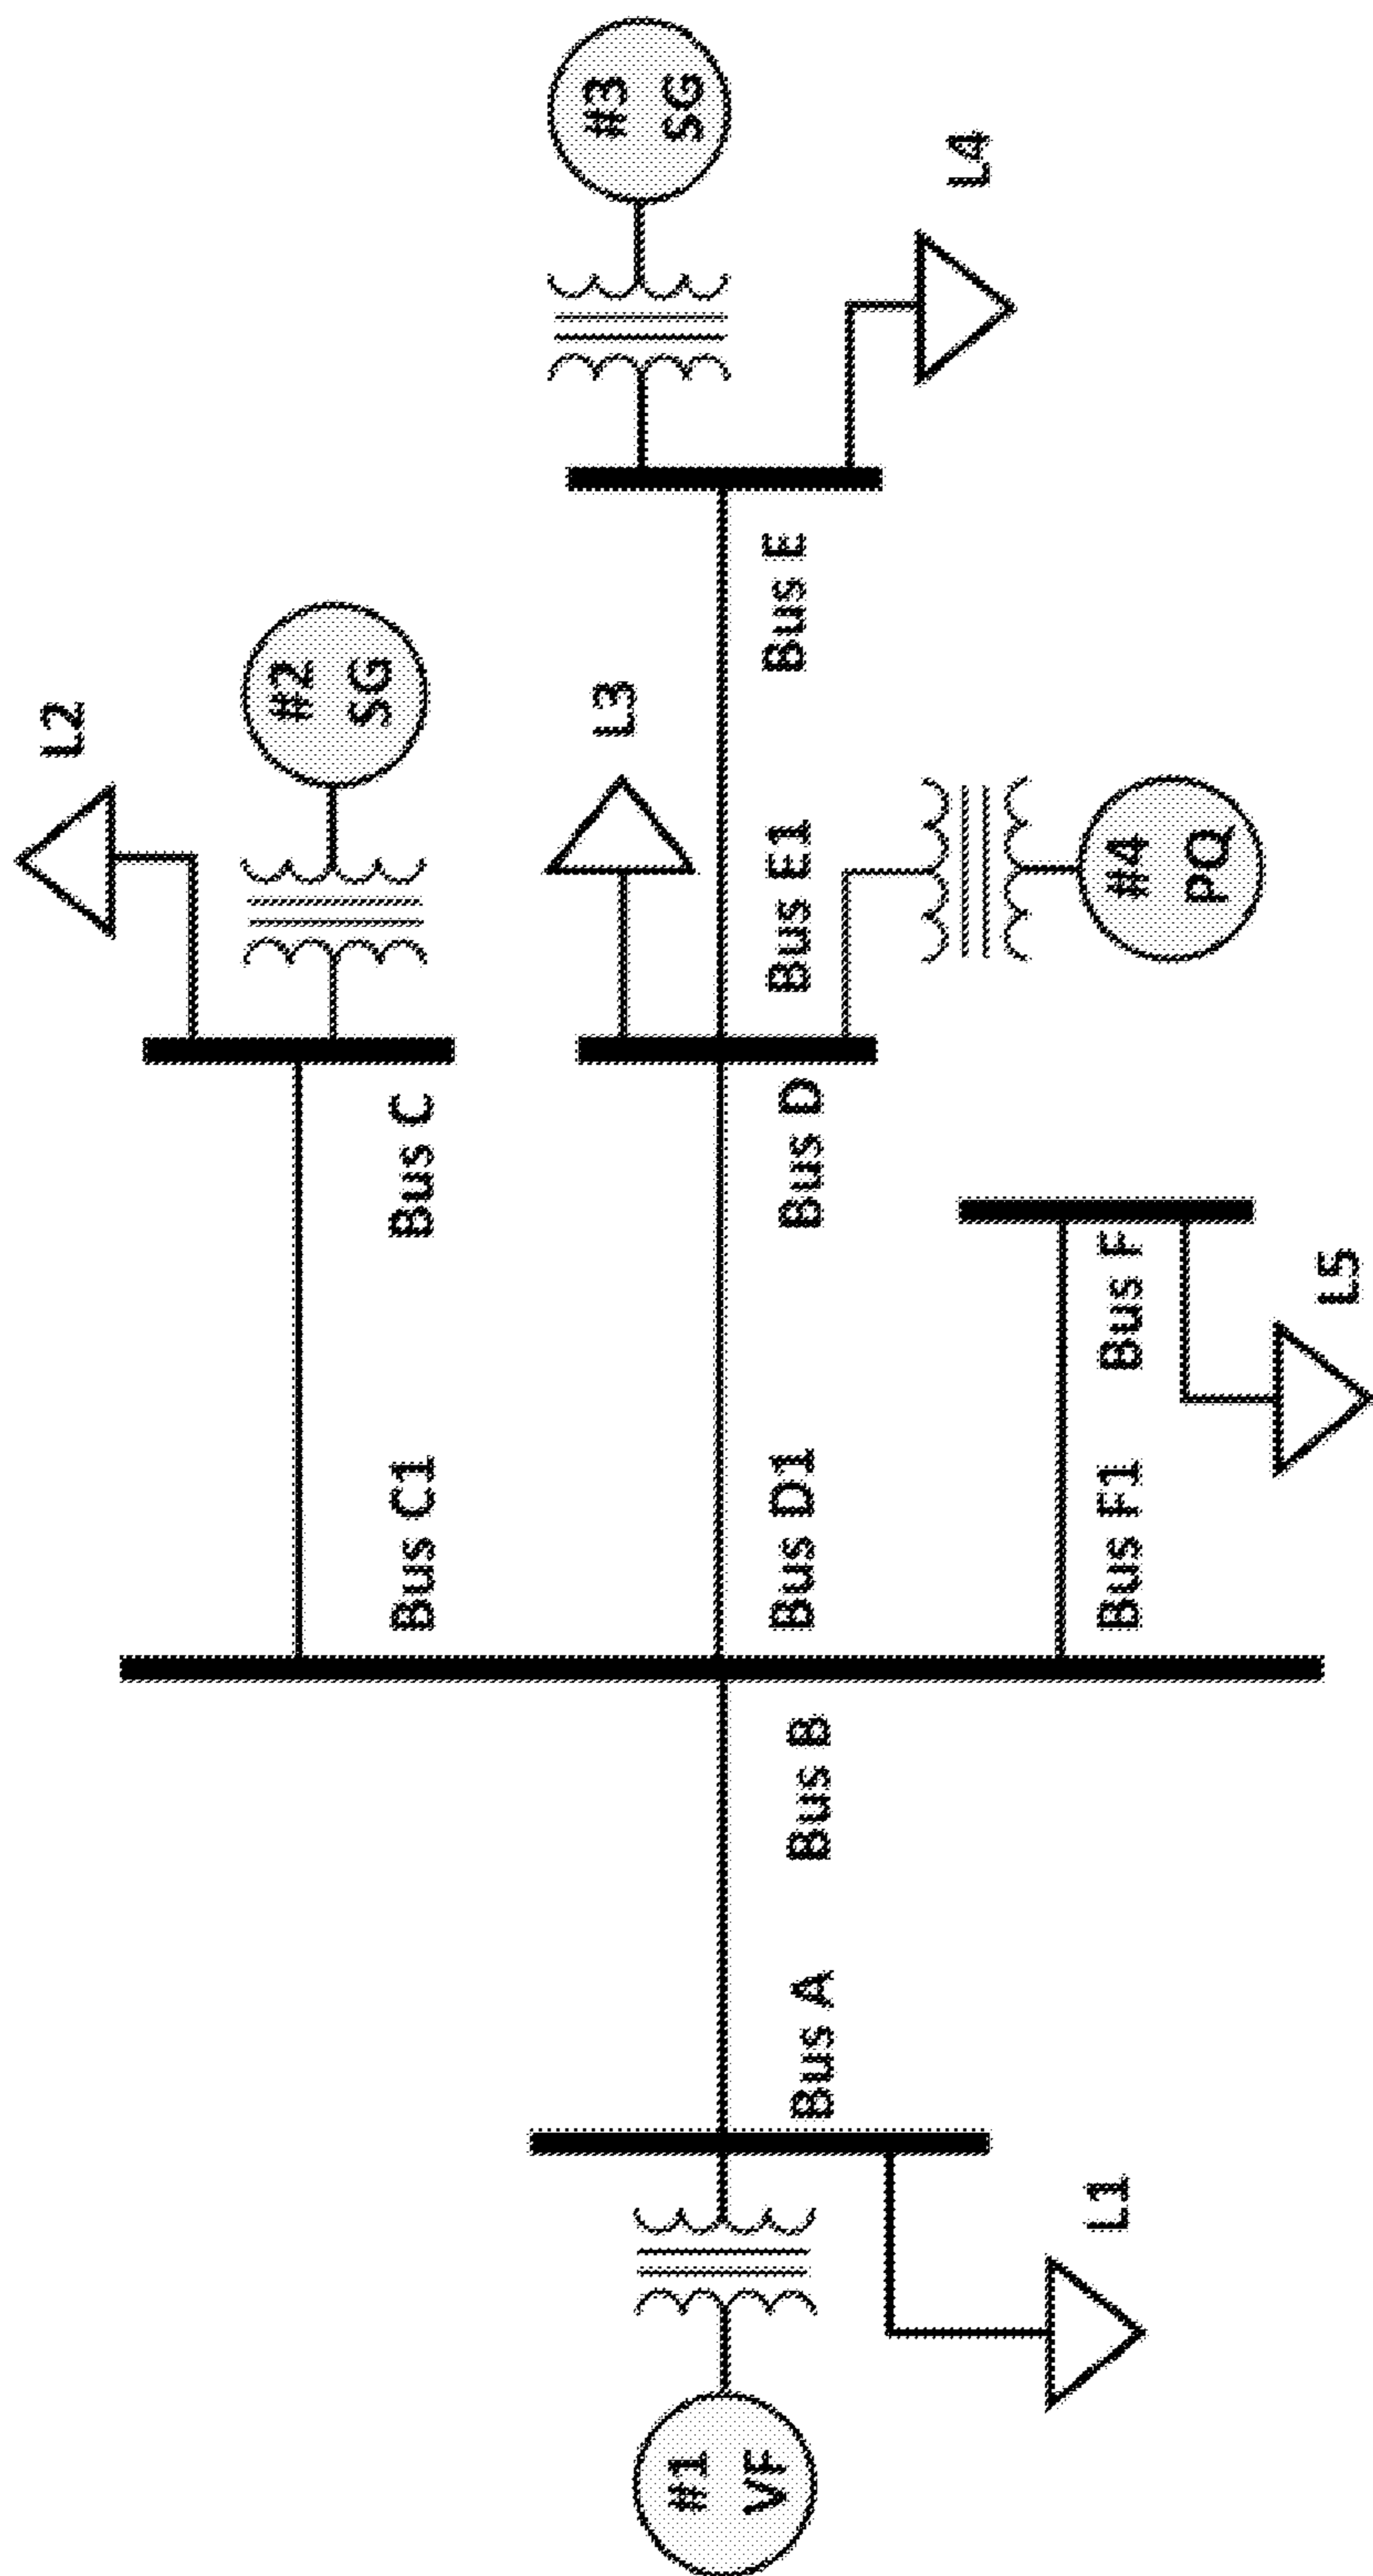 L2
#2
SG
#3
SG
L3
L4
Bus C1
Bus C
#1
VF
Bus A
Bus B
Bus D1
Bus D
Bus E1
Bus E
L1
Bus F1
Bus F
#4
PQ
L5